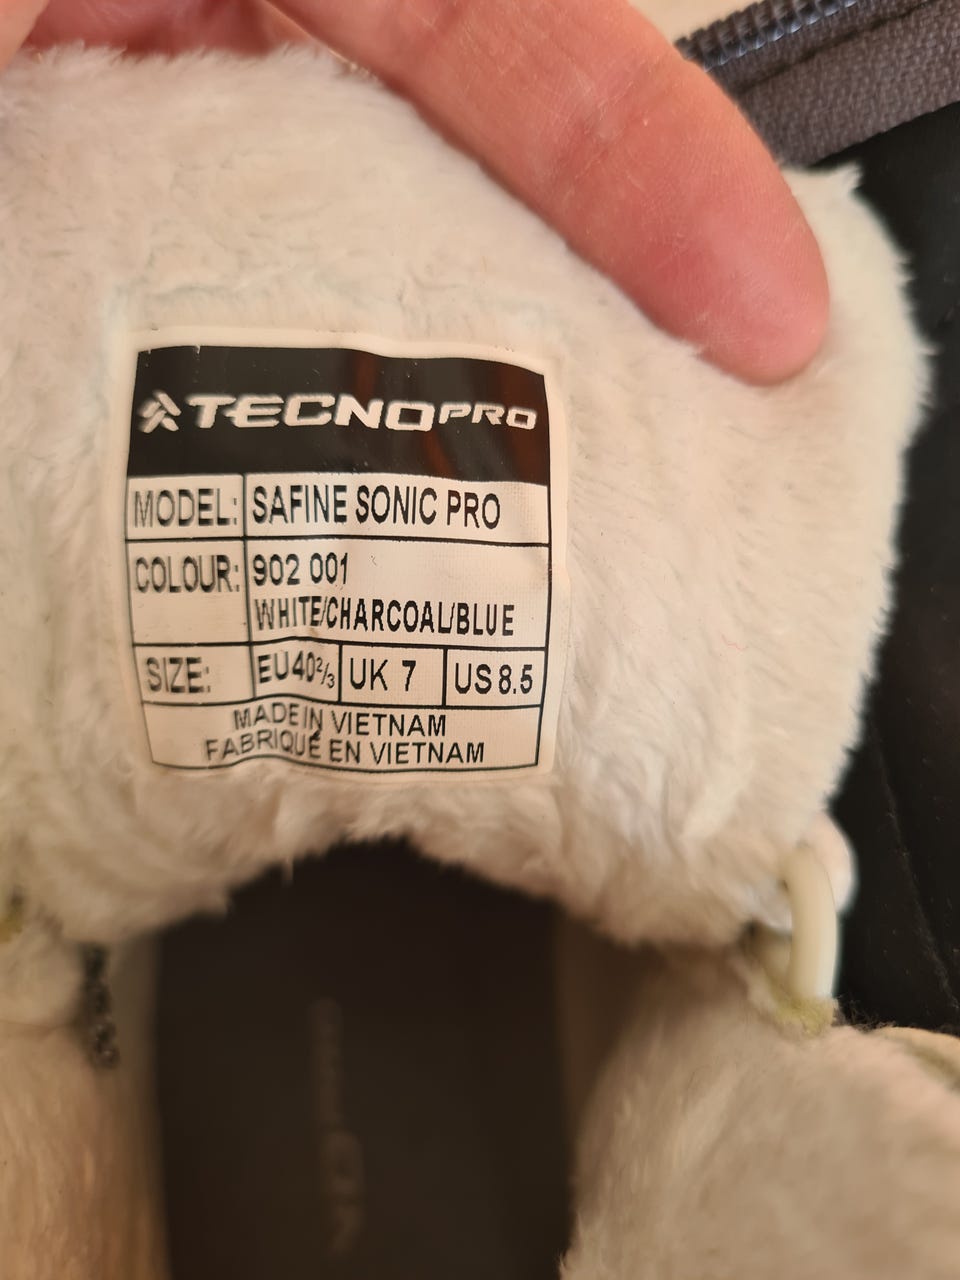 TECNOPRO
MODEL: SAFINE SONIC PRO
COLOUR: 902 001
WHITE/CHARCOAL/BLUE
SIZE: EU40⅔ UK 7 US 8.5
MADE IN VIETNAM
FABRIQUÉ EN VIETNAM